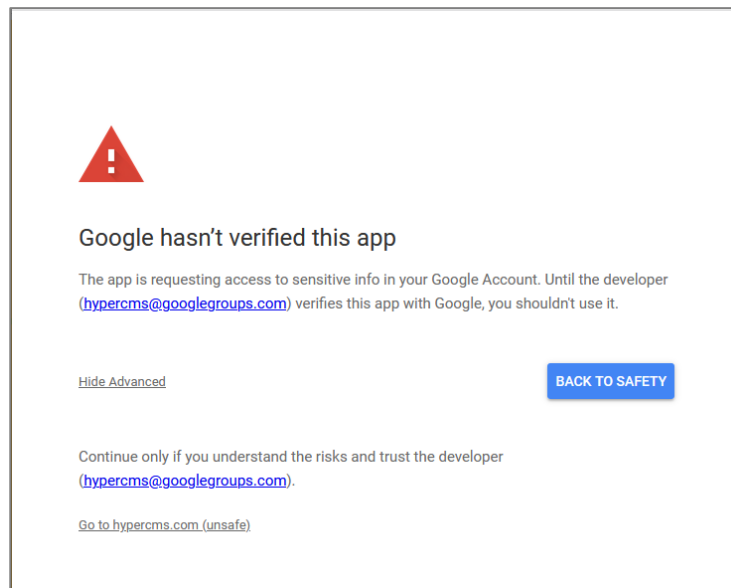 Google hasn't verified this app
The app is requesting access to sensitive info in your Google Account. Until the developer
(hypercms@googlegroups.com) verifies this app with Google, you shouldn't use it.
Hide Advanced
BACK TO SAFETY
Continue only if you understand the risks and trust the developer
(hypercms@googlegroups.com).
Go to hypercms.com (unsafe)